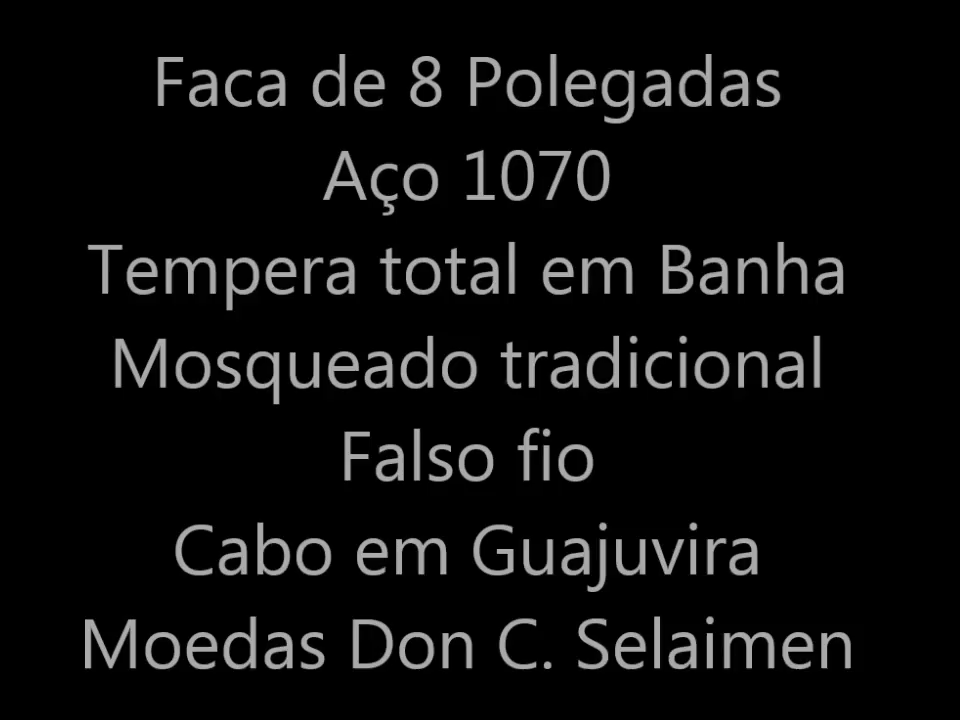 Faca de 8 Polegadas
Aço 1070
Tempera total em Banha
Mosqueado tradicional
Falso fio
Cabo em Guajuvira
Moedas Don C. Selaimen